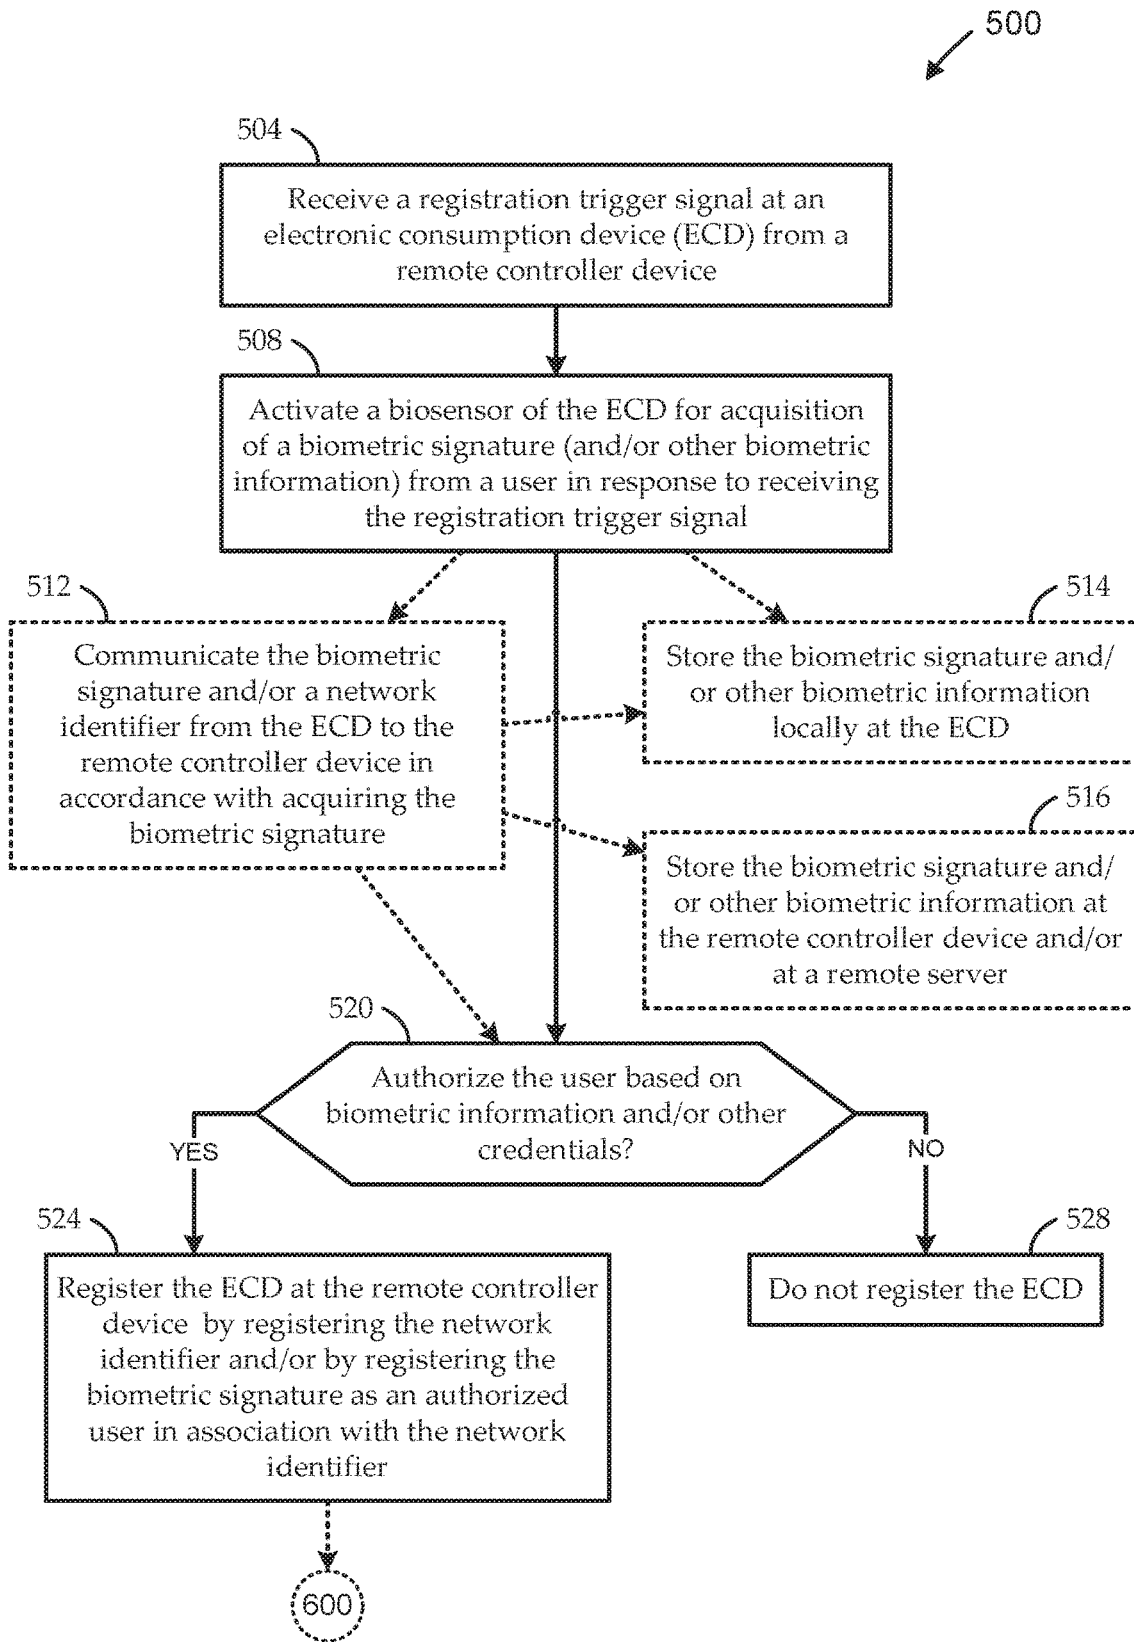 500
504
Receive a registration trigger signal at an
electronic consumption device (ECD) from a
remote controller device
508
Activate a biosensor of the ECD for acquisition
of a biometric signature (and/or other biometric
information) from a user in response to receiving
the registration trigger signal
512
Communicate the biometric
signature and/or a network
identifier from the ECD to the
remote controller device in
accordance with acquiring the
biometric signature
514
Store the biometric signature and/
or other biometric information
locally at the ECD
516
Store the biometric signature and/
or other biometric information at
the remote controller device and/or
at a remote server
520
Authorize the user based on
biometric information and/or other
credentials?
YES
NO
524
Register the ECD at the remote controller
device by registering the network
identifier and/or by registering the
biometric signature as an authorized
user in association with the network
identifier
528
Do not register the ECD
600